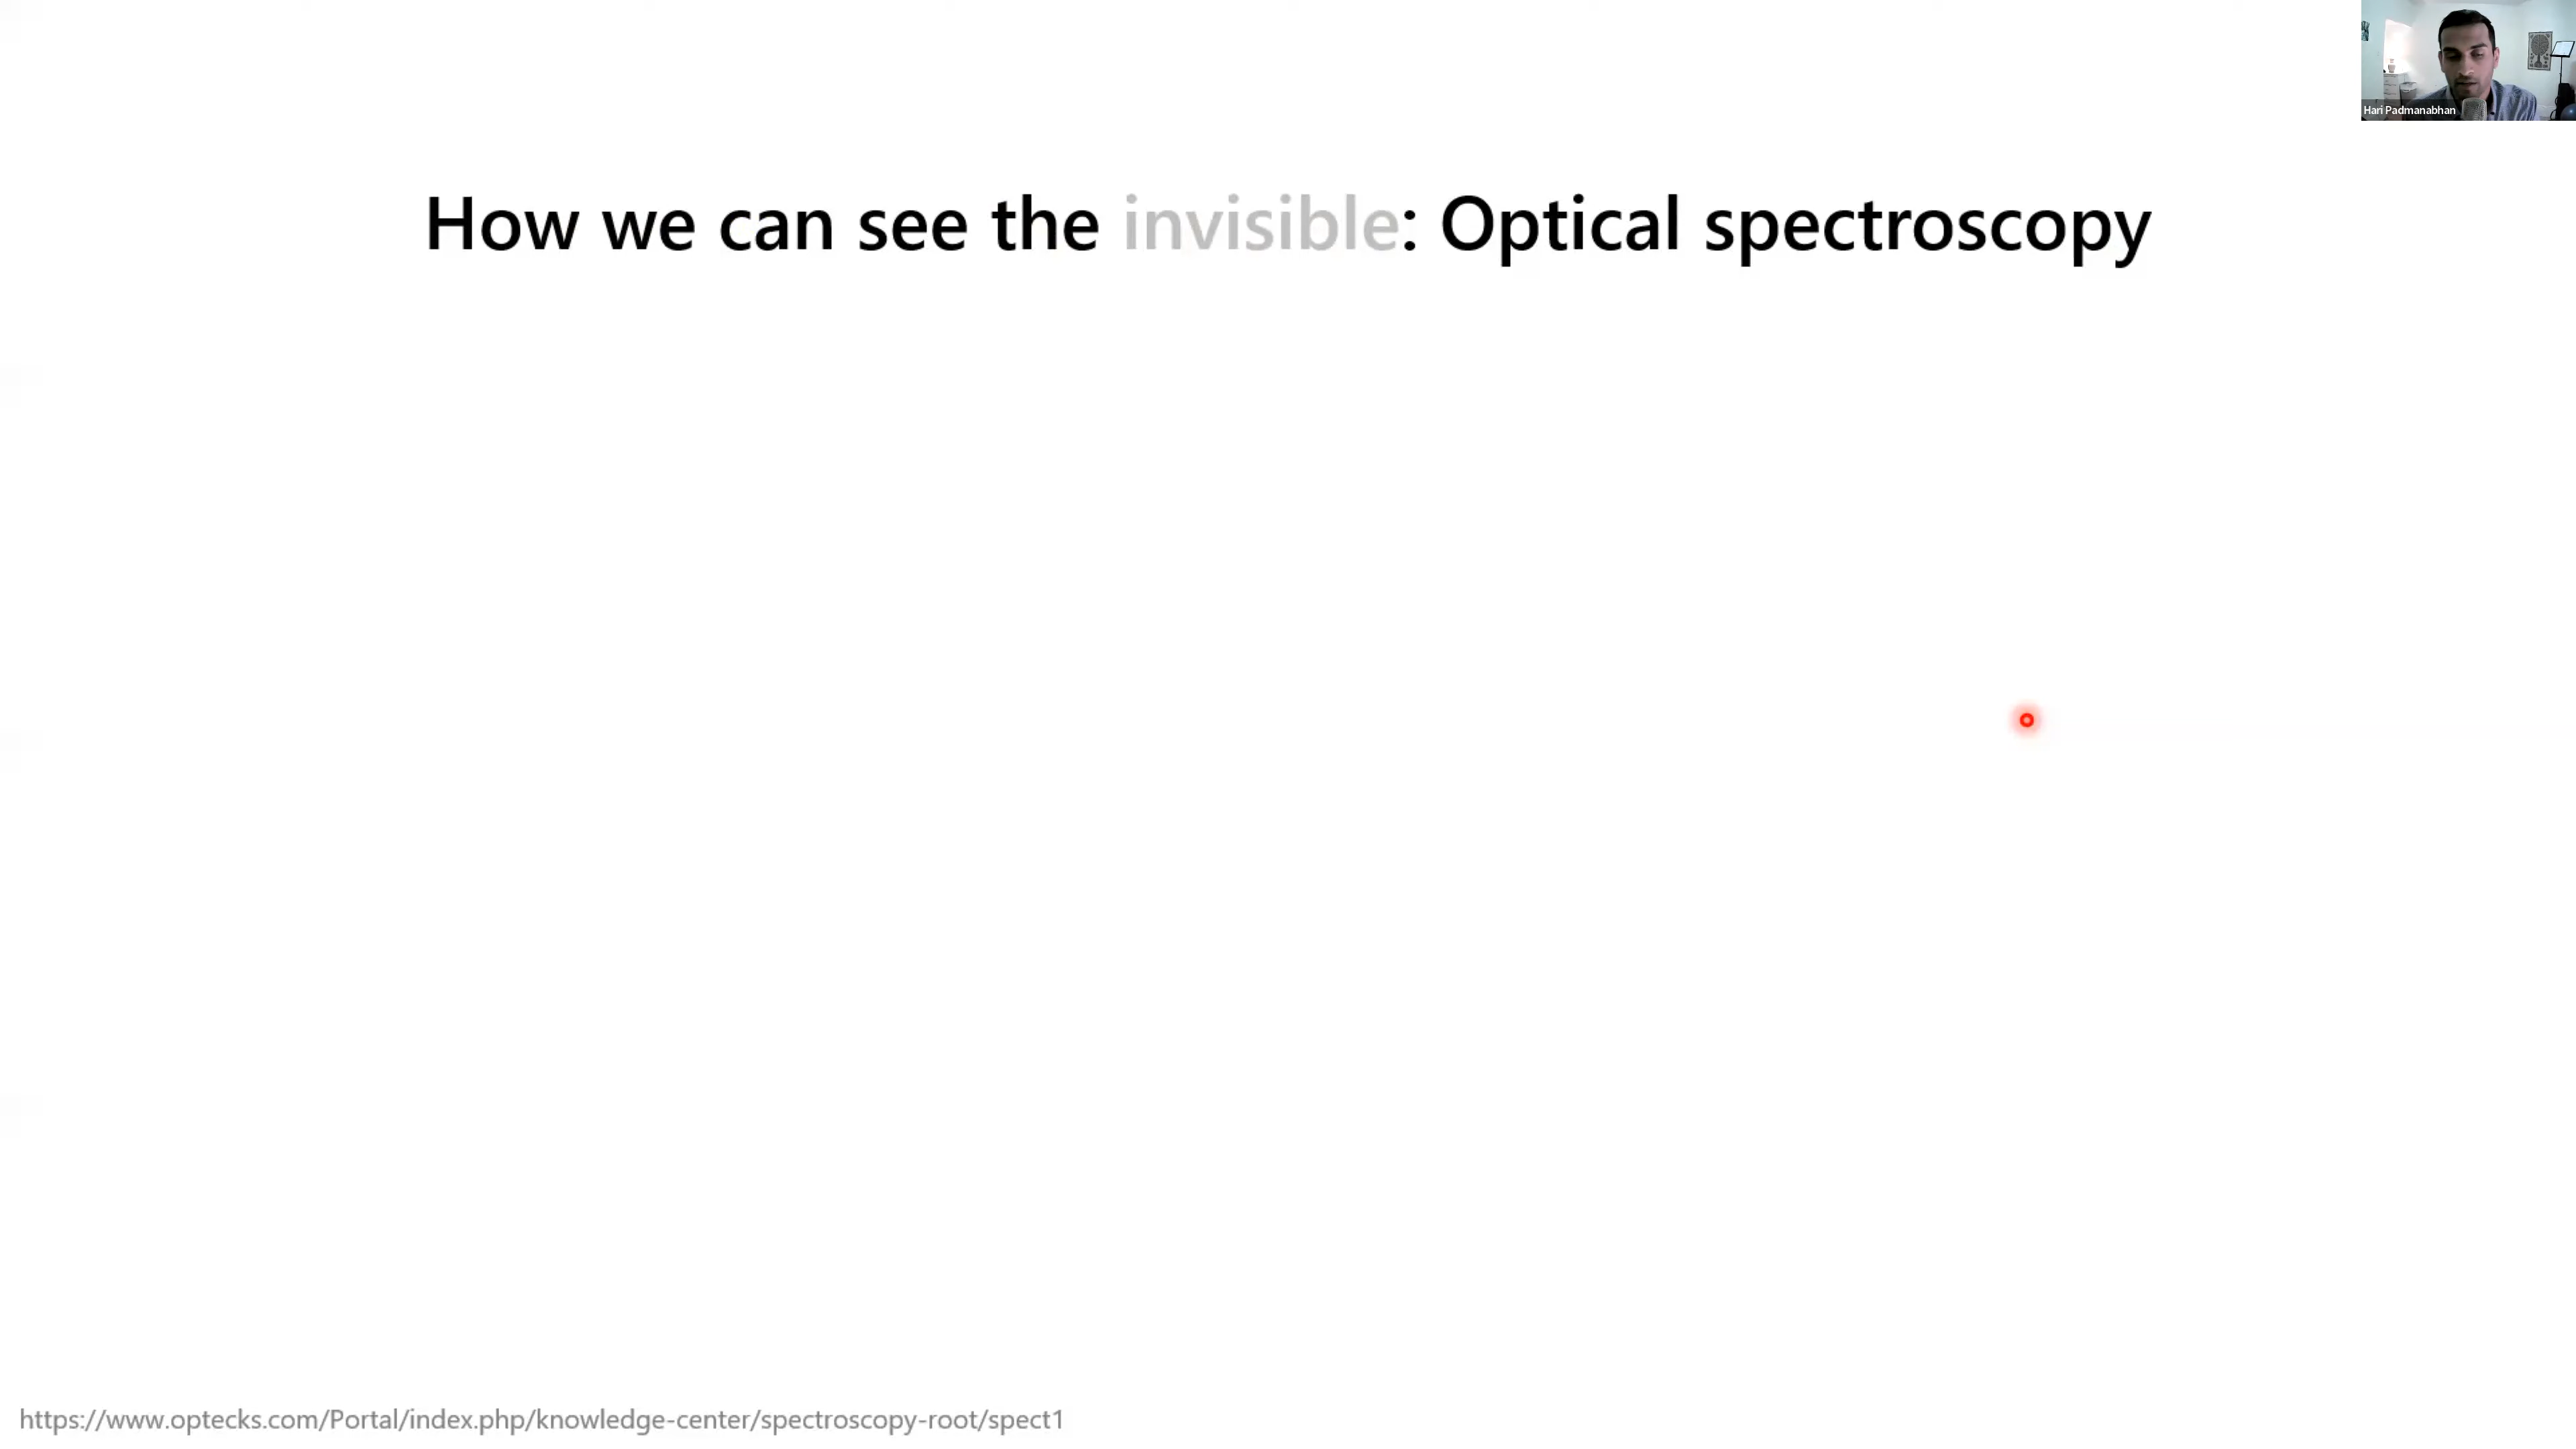 Hari Padmanabhan
How we can see the invisible: Optical spectroscopy
https://www.optecks.com/Portal/index.php/knowledge-center/spectroscopy-root/spect1